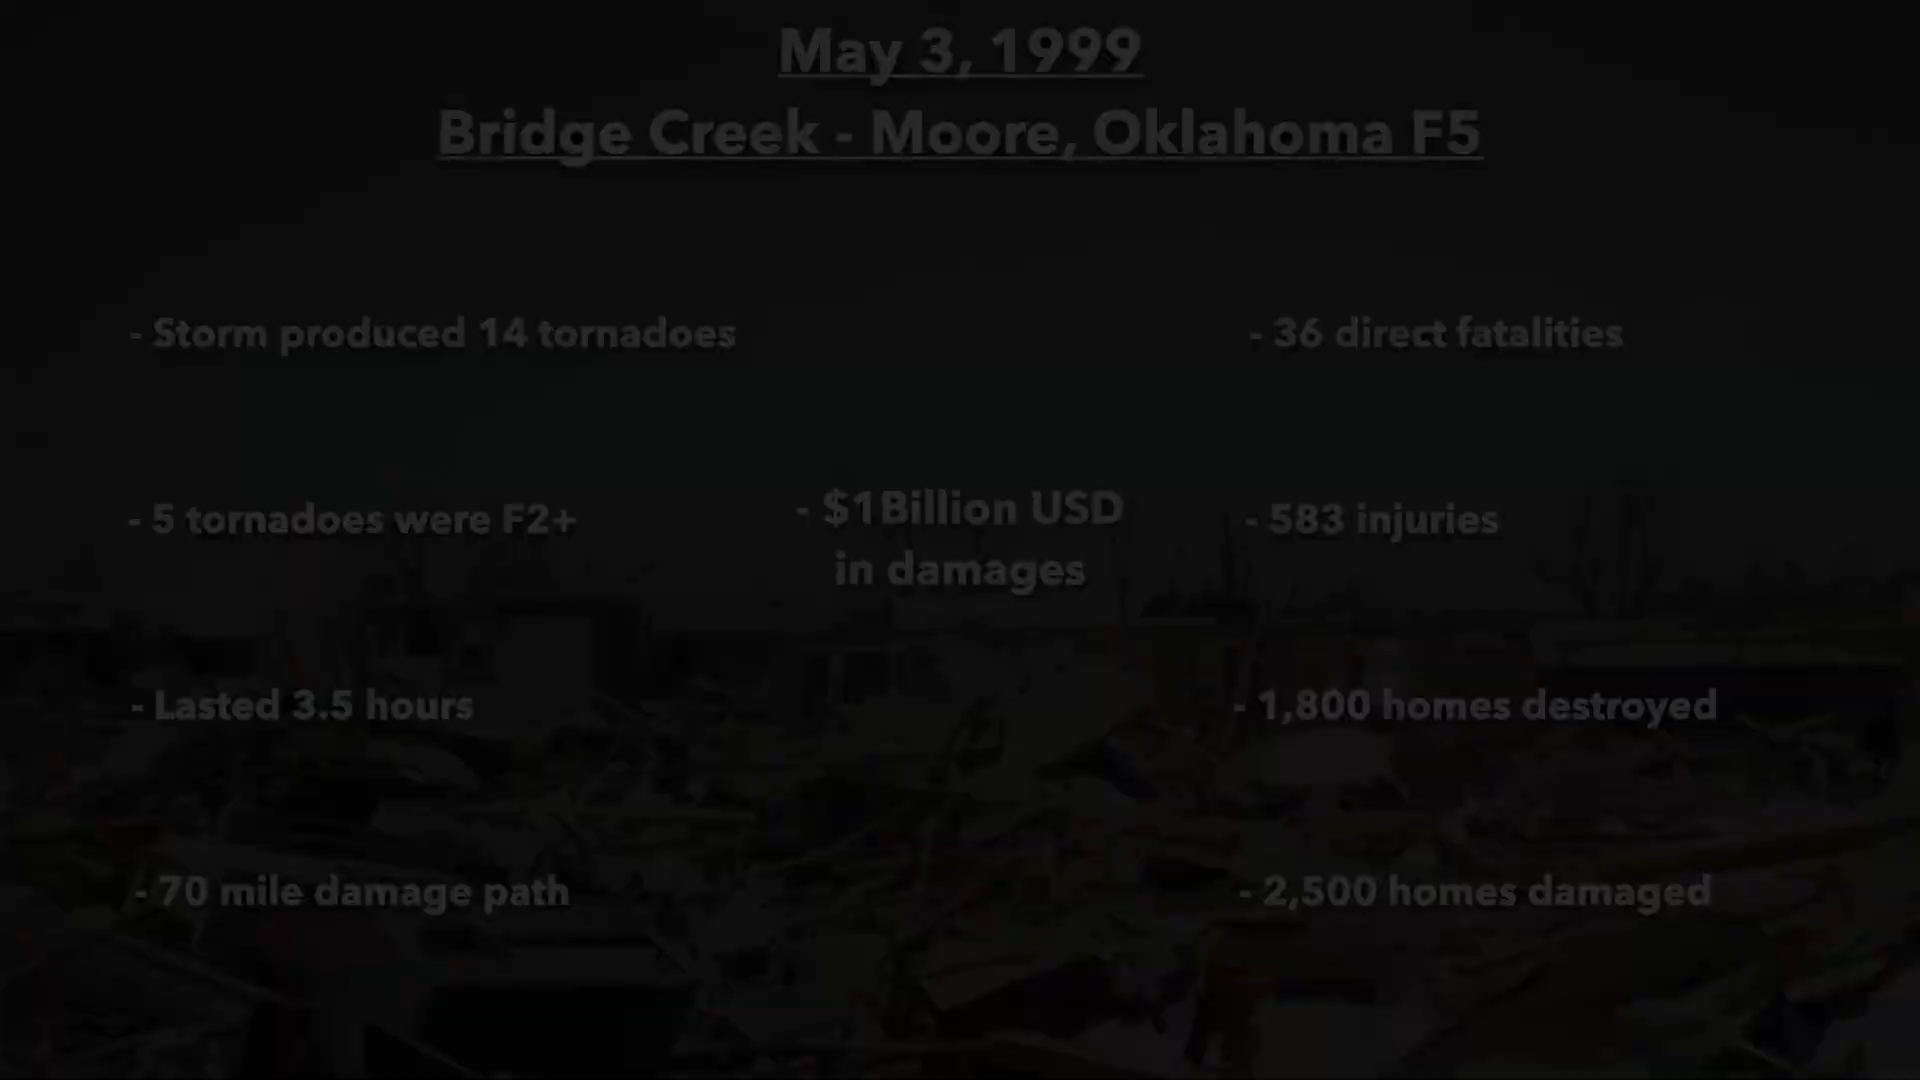 May 3, 1999
Bridge Creek - Moore, Oklahoma F5
- Storm produced 14 tornadoes
- 5 tornadoes were F2+
- Lasted 3.5 hours
- 70 mile damage path
- $1Billion USD
in damages
- 36 direct fatalities
- 583 injuries
- 1,800 homes destroyed
- 2,500 homes damaged